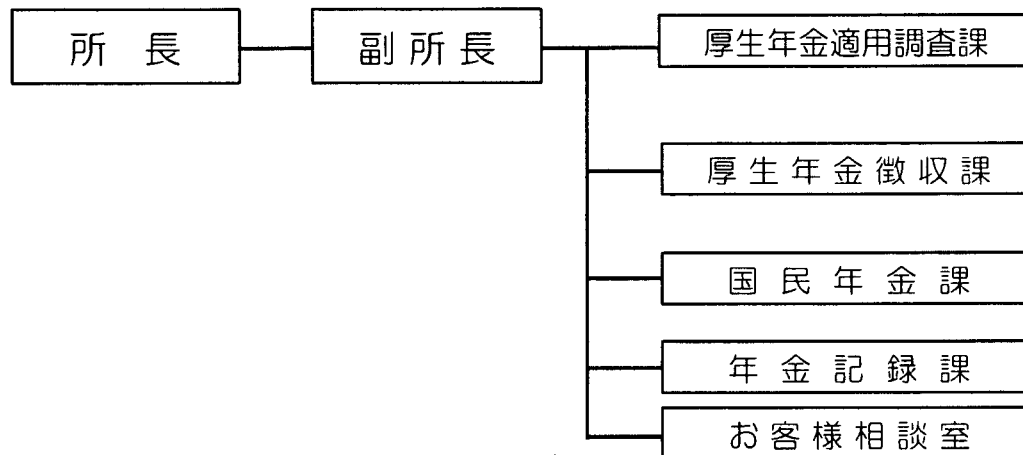 所長
副所長
厚生年金適用調査課
厚生年金徴収課
国民年金課
年金記録課
お客様相談室